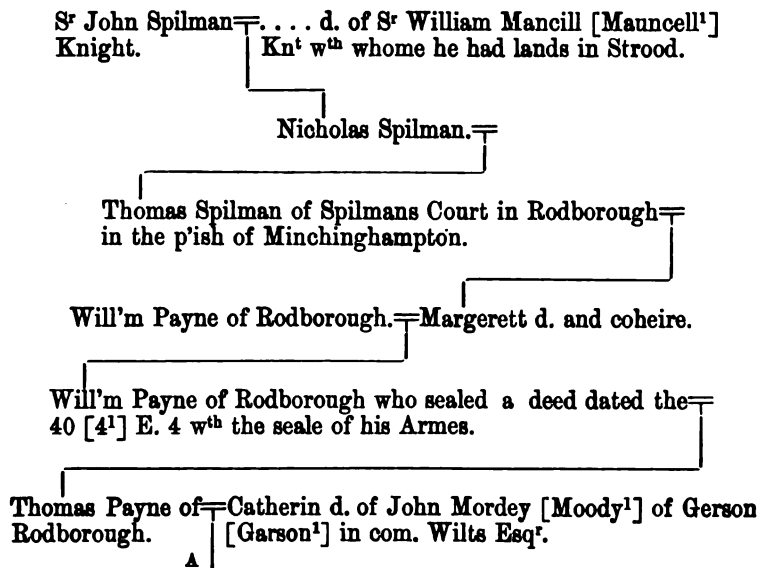 Sʳ John Spilman=. . . . d. of Sʳ William Mancill [Mauncell¹]
Knight. Knᵗ wᵗʰ whome he had lands in Strood.
Nicholas Spilman.=
Thomas Spilman of Spilmans Court in Rodborough=
in the p'ish of Minchinghampton.
Will'm Payne of Rodborough.=Margerett d. and coheire.
Will'm Payne of Rodborough who sealed a deed dated the=
40 [4¹] E. 4 wᵗʰ the seale of his Armes.
Thomas Payne of=Catherin d. of John Mordey [Moody¹] of Gerson
Rodborough. [Garson¹] in com. Wilts Esqʳ.
A